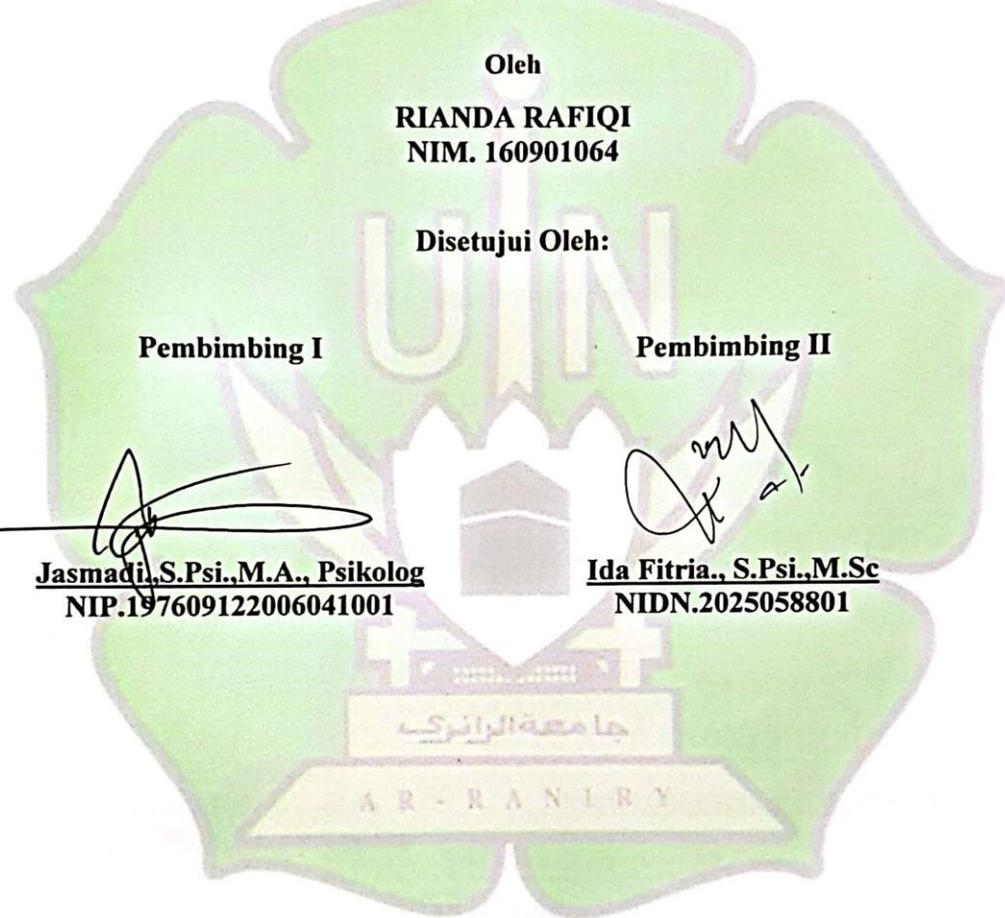 Oleh
RIANDA RAFIQI
NIM. 160901064
Disetujui Oleh:
UIN
Pembimbing I
Pembimbing II
Jasmadi.,S.Psi.,M.A., Psikolog
NIP.197609122006041001
Ida Fitria., S.Psi.,M.Sc
NIDN.2025058801
جامعة الرانري
AR-RANIRY